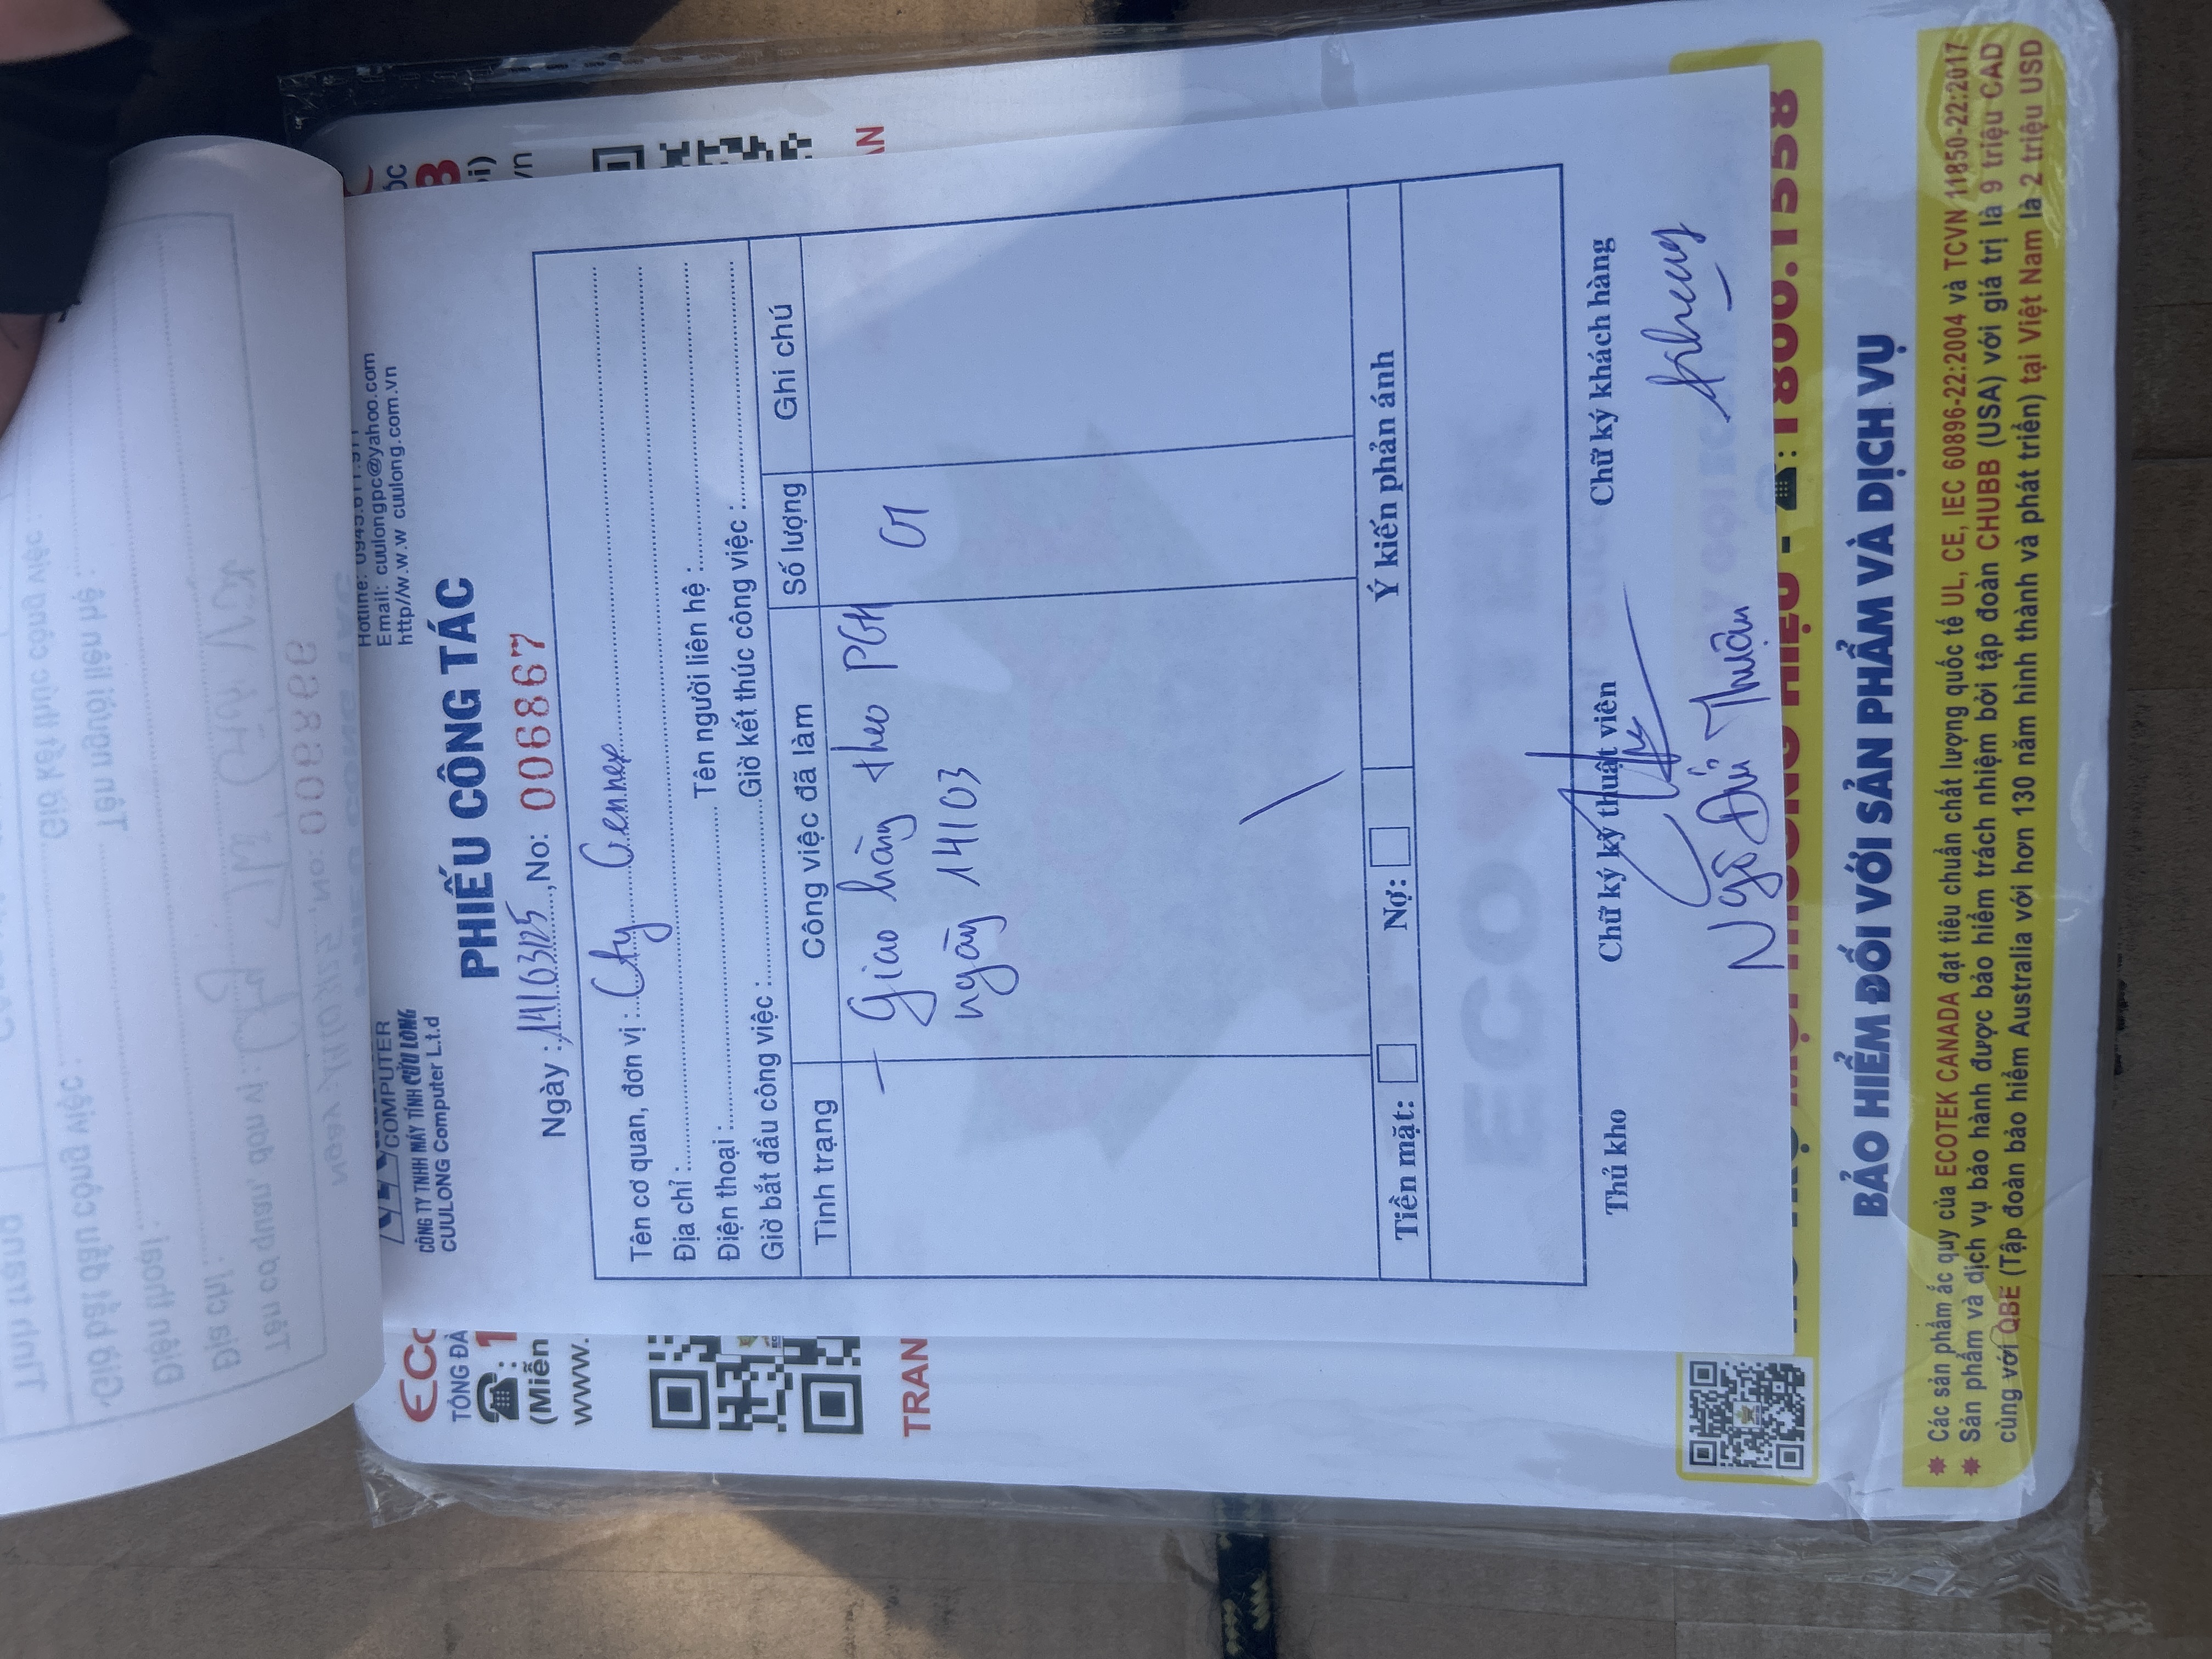 COMPUTER
CÔNG TY TNHH MÁY TÍNH CỬU LONG
CUULONG Computer L.t.d
Email: cuulongpc@yahoo.com
http//w.w.w cuulong.com.vn
PHIẾU CÔNG TÁC
Ngày : 14/03/25, No: 006867
Tên cơ quan, đơn vị : Cty Gennex
Địa chỉ :
Điện thoại : Tên người liên hệ :
Giờ bắt đầu công việc : Giờ kết thúc công việc :
Tình trạng Công việc đã làm Số lượng Ghi chú
- Giao hàng theo PGH 01
ngày 14/03
Tiền mặt: Nợ: Ý kiến phản ánh
Thủ kho Chữ ký kỹ thuật viên Chữ ký khách hàng
Ngô Đức Thuận
TỔNG ĐÀ
(Miễn
www.
TRAN
BẢO HIỂM ĐỐI VỚI SẢN PHẨM VÀ DỊCH VỤ
Các sản phẩm ắc quy của ECOTEK CANADA đạt tiêu chuẩn chất lượng quốc tế UL, CE, IEC 60896-22:2004 và TCVN 11850-22:2017
Sản phẩm và dịch vụ bảo hành được bảo hiểm trách nhiệm bởi tập đoàn CHUBB (USA) với giá trị là 9 triệu CAD
cùng với QBE (Tập đoàn bảo hiểm Australia với hơn 130 năm hình thành và phát triển) tại Việt Nam là 2 triệu USD